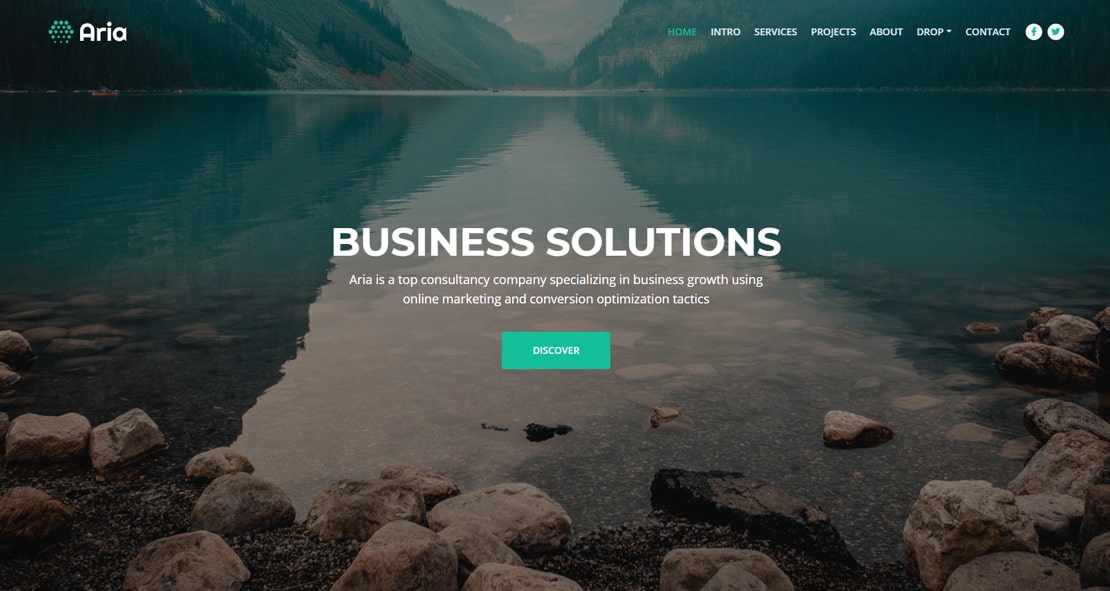 Aria
HOME INTRO SERVICES PROJECTS ABOUT DROP CONTACT
BUSINESS SOLUTIONS
Aria is a top consultancy company specializing in business growth using
online marketing and conversion optimization tactics
DISCOVER